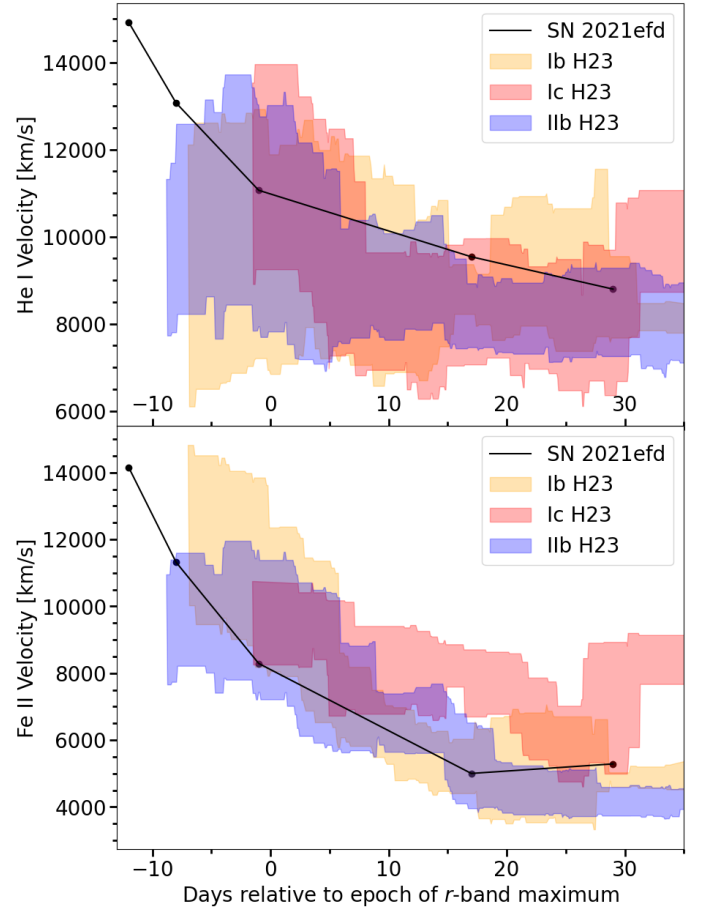 14000
12000
10000
8000
6000
He I Velocity [km/s]
SN 2021efd
Ib H23
Ic H23
IIb H23
−10 0 10 20 30
14000
12000
10000
8000
6000
4000
Fe II Velocity [km/s]
SN 2021efd
Ib H23
Ic H23
IIb H23
−10 0 10 20 30
Days relative to epoch of r-band maximum